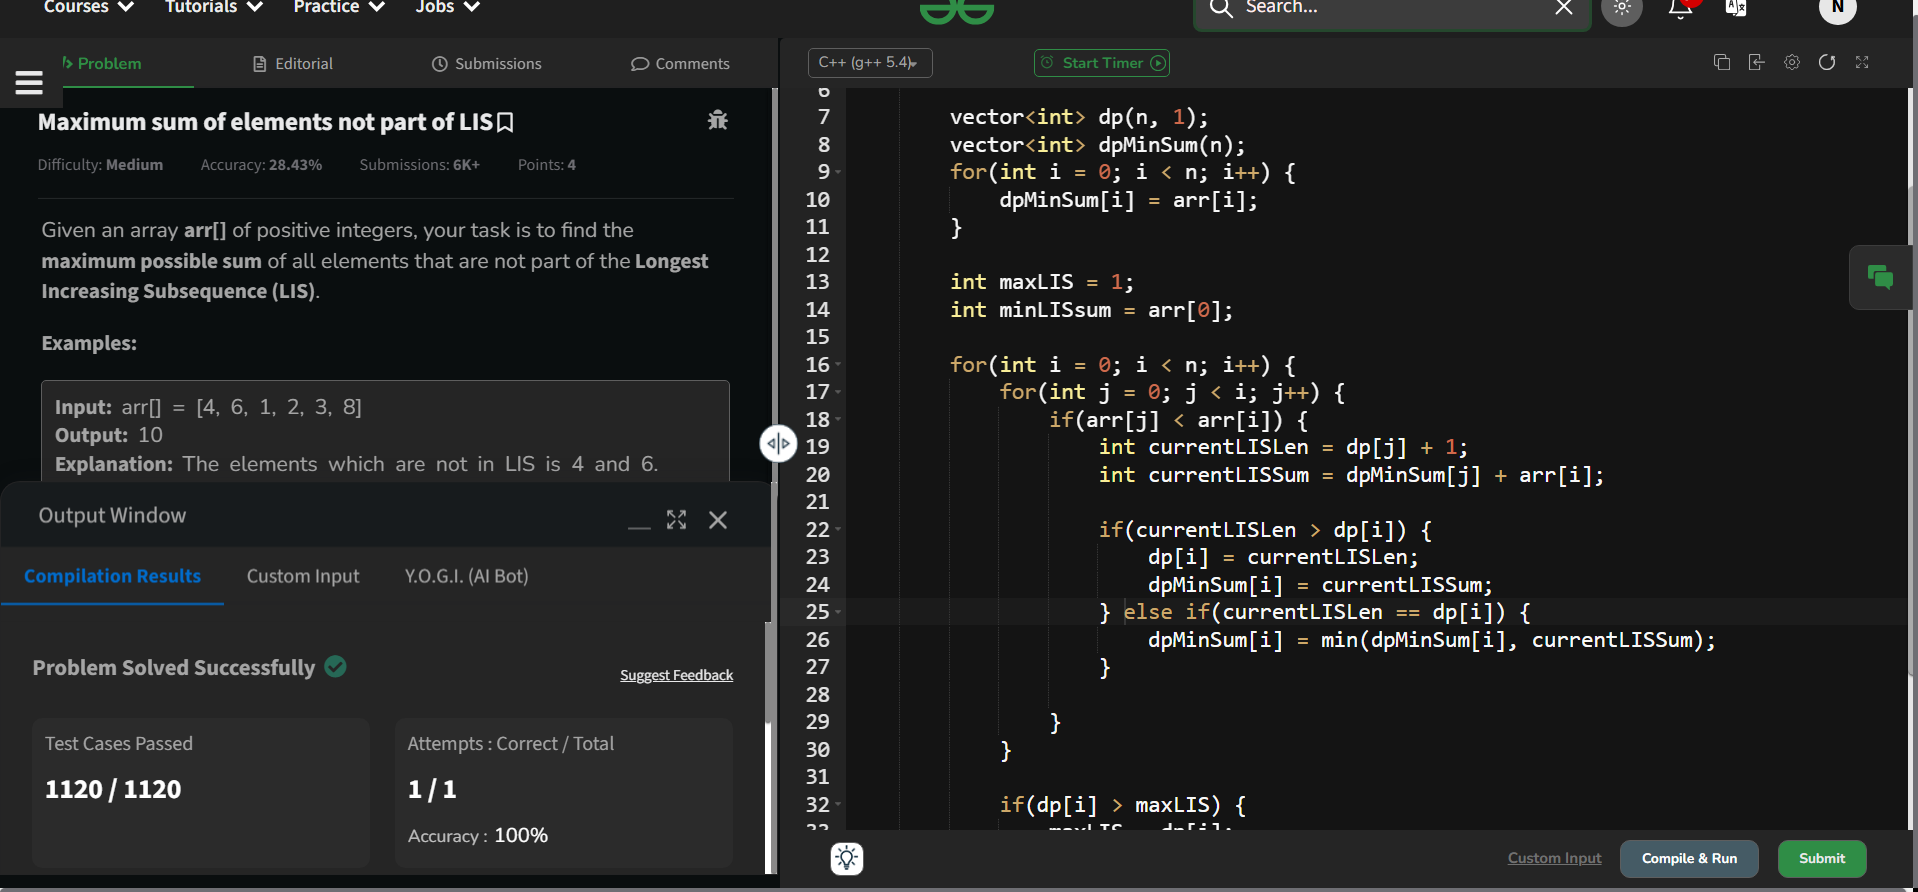 Courses Tutorials Practice Jobs
Search...
N
Problem Editorial Submissions Comments
C++ (g++ 5.4) Start Timer
Maximum sum of elements not part of LIS
Difficulty: Medium Accuracy: 28.43% Submissions: 6K+ Points: 4
Given an array arr[] of positive integers, your task is to find the
maximum possible sum of all elements that are not part of the Longest
Increasing Subsequence (LIS).
Examples:
Input: arr[] = [4, 6, 1, 2, 3, 8]
Output: 10
Explanation: The elements which are not in LIS is 4 and 6.
Output Window
Compilation Results Custom Input Y.O.G.I. (AI Bot)
Problem Solved Successfully
Suggest Feedback
Test Cases Passed
1120 / 1120
Attempts : Correct / Total
1 / 1
Accuracy : 100%
6
7 vector<int> dp(n, 1);
8 vector<int> dpMinSum(n);
9 for(int i = 0; i < n; i++) {
10 dpMinSum[i] = arr[i];
11 }
12
13 int maxLIS = 1;
14 int minLISsum = arr[0];
15
16 for(int i = 0; i < n; i++) {
17 for(int j = 0; j < i; j++) {
18 if(arr[j] < arr[i]) {
19 int currentLISLen = dp[j] + 1;
20 int currentLISSum = dpMinSum[j] + arr[i];
21
22 if(currentLISLen > dp[i]) {
23 dp[i] = currentLISLen;
24 dpMinSum[i] = currentLISSum;
25 } else if(currentLISLen == dp[i]) {
26 dpMinSum[i] = min(dpMinSum[i], currentLISSum);
27 }
28
29 }
30 }
31
32 if(dp[i] > maxLIS) {
33 maxLIS = dp[i];
Custom Input Compile & Run Submit